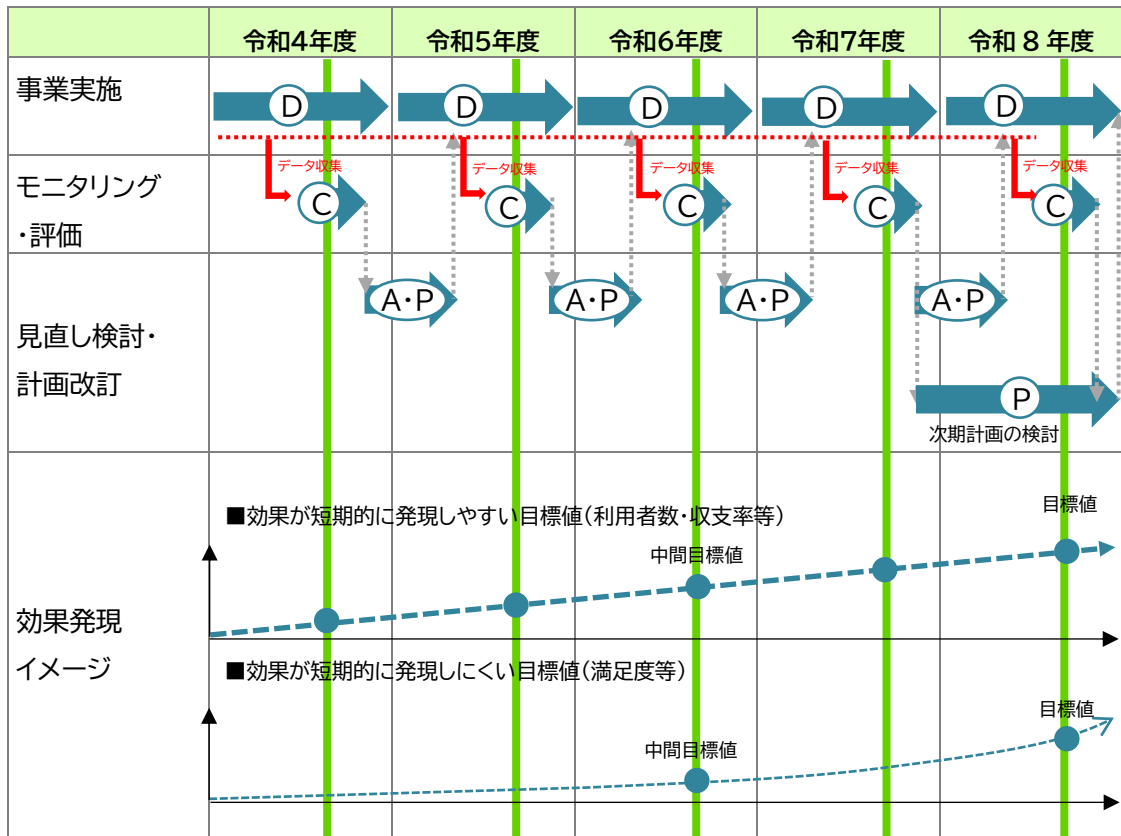 令和4年度
令和5年度
令和6年度
令和7年度
令和 8 年度
事業実施
D
D
D
D
D
データ収集
データ収集
データ収集
データ収集
データ収集
モニタリング
・評価
C
C
C
C
C
見直し検討・
計画改訂
A・P
A・P
A・P
A・P
P
次期計画の検討
効果発現
イメージ
■効果が短期的に発現しやすい目標値(利用者数・収支率等)
中間目標値
目標値
■効果が短期的に発現しにくい目標値(満足度等)
中間目標値
目標値